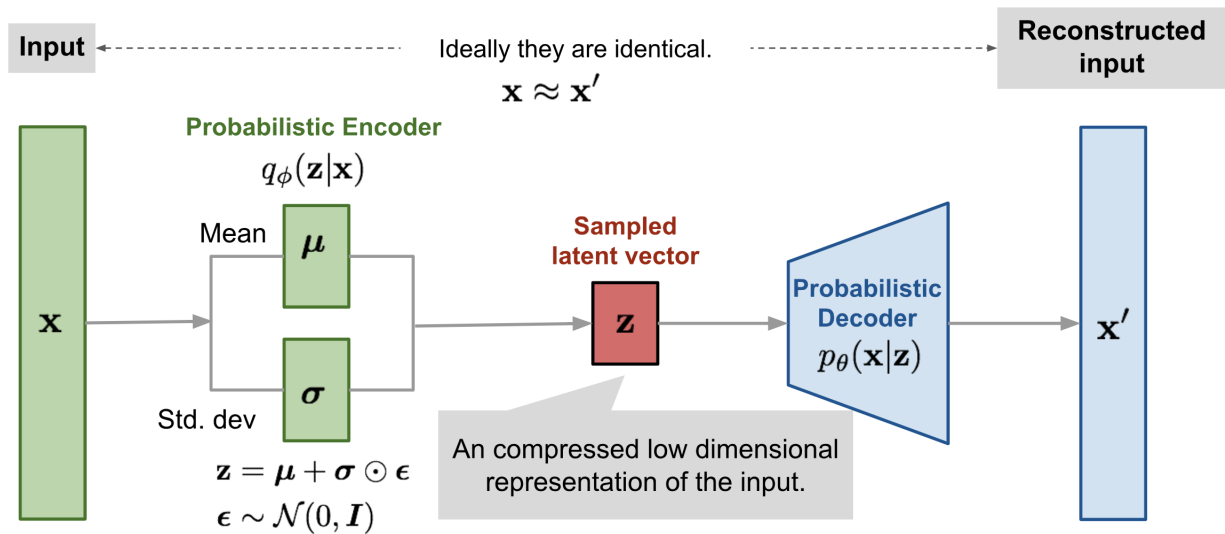 Input
Ideally they are identical.
x ≈ x′
Reconstructed
input
Probabilistic Encoder
q_ϕ(z|x)
Mean
μ
x
σ
Std. dev
z = μ + σ ⊙ ϵ
ϵ ∼ 𝒩(0, I)
Sampled
latent vector
z
An compressed low dimensional
representation of the input.
Probabilistic
Decoder
p_θ(x|z)
x′